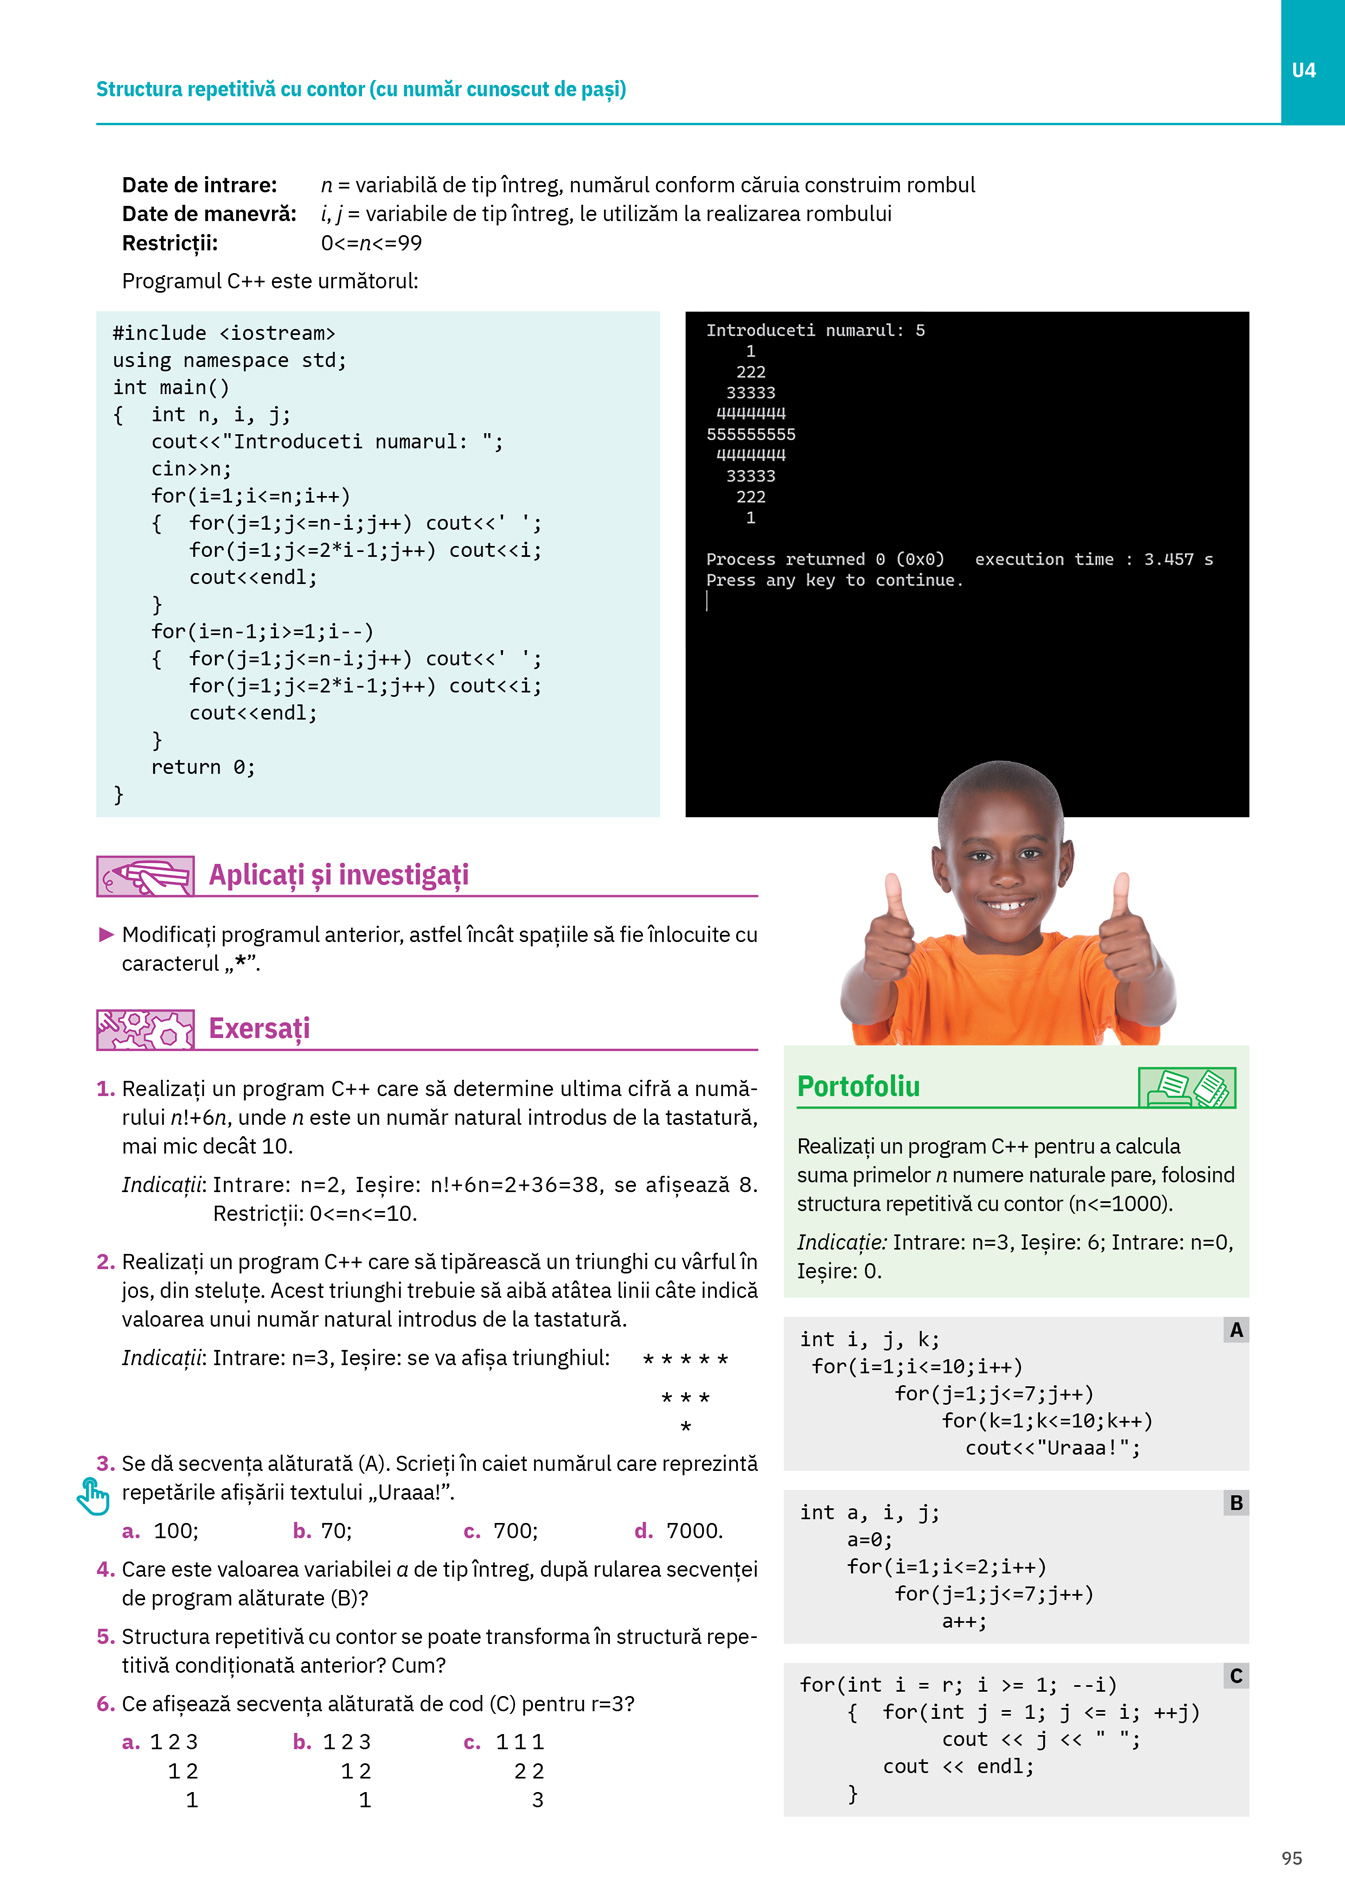 U4
Structura repetitivă cu contor (cu număr cunoscut de pași)
Date de intrare: n = variabilă de tip întreg, numărul conform căruia construim rombul
Date de manevră: i, j = variabile de tip întreg, le utilizăm la realizarea rombului
Restricții: 0<=n<=99
Programul C++ este următorul:
#include <iostream>
using namespace std;
int main()
{ int n, i, j;
cout<<"Introduceti numarul: ";
cin>>n;
for(i=1;i<=n;i++)
{ for(j=1;j<=n-i;j++) cout<<' ';
for(j=1;j<=2*i-1;j++) cout<<i;
cout<<endl;
}
for(i=n-1;i>=1;i--)
{ for(j=1;j<=n-i;j++) cout<<' ';
for(j=1;j<=2*i-1;j++) cout<<i;
cout<<endl;
}
return 0;
}
Introduceti numarul: 5
1
222
33333
4444444
555555555
4444444
33333
222
1
Process returned 0 (0x0) execution time : 3.457 s
Press any key to continue.
Aplicați și investigați
► Modificați programul anterior, astfel încât spațiile să fie înlocuite cu
caracterul „*”.
Exersați
1. Realizați un program C++ care să determine ultima cifră a numă-
rului n!+6n, unde n este un număr natural introdus de la tastatură,
mai mic decât 10.
Indicații: Intrare: n=2, Ieșire: n!+6n=2+36=38, se afișează 8.
Restricții: 0<=n<=10.
2. Realizați un program C++ care să tipărească un triunghi cu vârful în
jos, din steluțe. Acest triunghi trebuie să aibă atâtea linii câte indică
valoarea unui număr natural introdus de la tastatură.
Indicații: Intrare: n=3, Ieșire: se va afișa triunghiul: * * * * *
* * *
*
3. Se dă secvența alăturată (A). Scrieți în caiet numărul care reprezintă
repetările afișării textului „Uraaa!”.
a. 100; b. 70; c. 700; d. 7000.
4. Care este valoarea variabilei a de tip întreg, după rularea secvenței
de program alăturate (B)?
5. Structura repetitivă cu contor se poate transforma în structură repe-
titivă condiționată anterior? Cum?
6. Ce afișează secvența alăturată de cod (C) pentru r=3?
a. 1 2 3 b. 1 2 3 c. 1 1 1
1 2 1 2 2 2
1 1 3
Portofoliu
Realizați un program C++ pentru a calcula
suma primelor n numere naturale pare, folosind
structura repetitivă cu contor (n<=1000).
Indicație: Intrare: n=3, Ieșire: 6; Intrare: n=0,
Ieșire: 0.
A
int i, j, k;
for(i=1;i<=10;i++)
for(j=1;j<=7;j++)
for(k=1;k<=10;k++)
cout<<"Uraaa!";
B
int a, i, j;
a=0;
for(i=1;i<=2;i++)
for(j=1;j<=7;j++)
a++;
C
for(int i = r; i >= 1; --i)
{ for(int j = 1; j <= i; ++j)
cout << j << " ";
cout << endl;
}
95